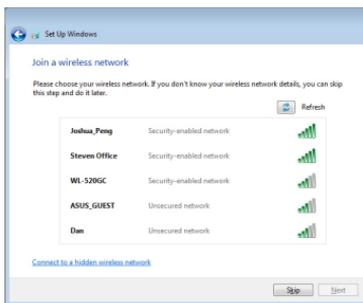 Set Up Windows
Join a wireless network
Please choose your wireless network. If you don't know your wireless network details, you can skip
this step and do it later.
Refresh
Joshua_Peng Security-enabled network
Steven Office Security-enabled network
WL-520GC Security-enabled network
ASUS_GUEST Unsecured network
Dan Unsecured network
Connect to a hidden wireless network
Skip Next